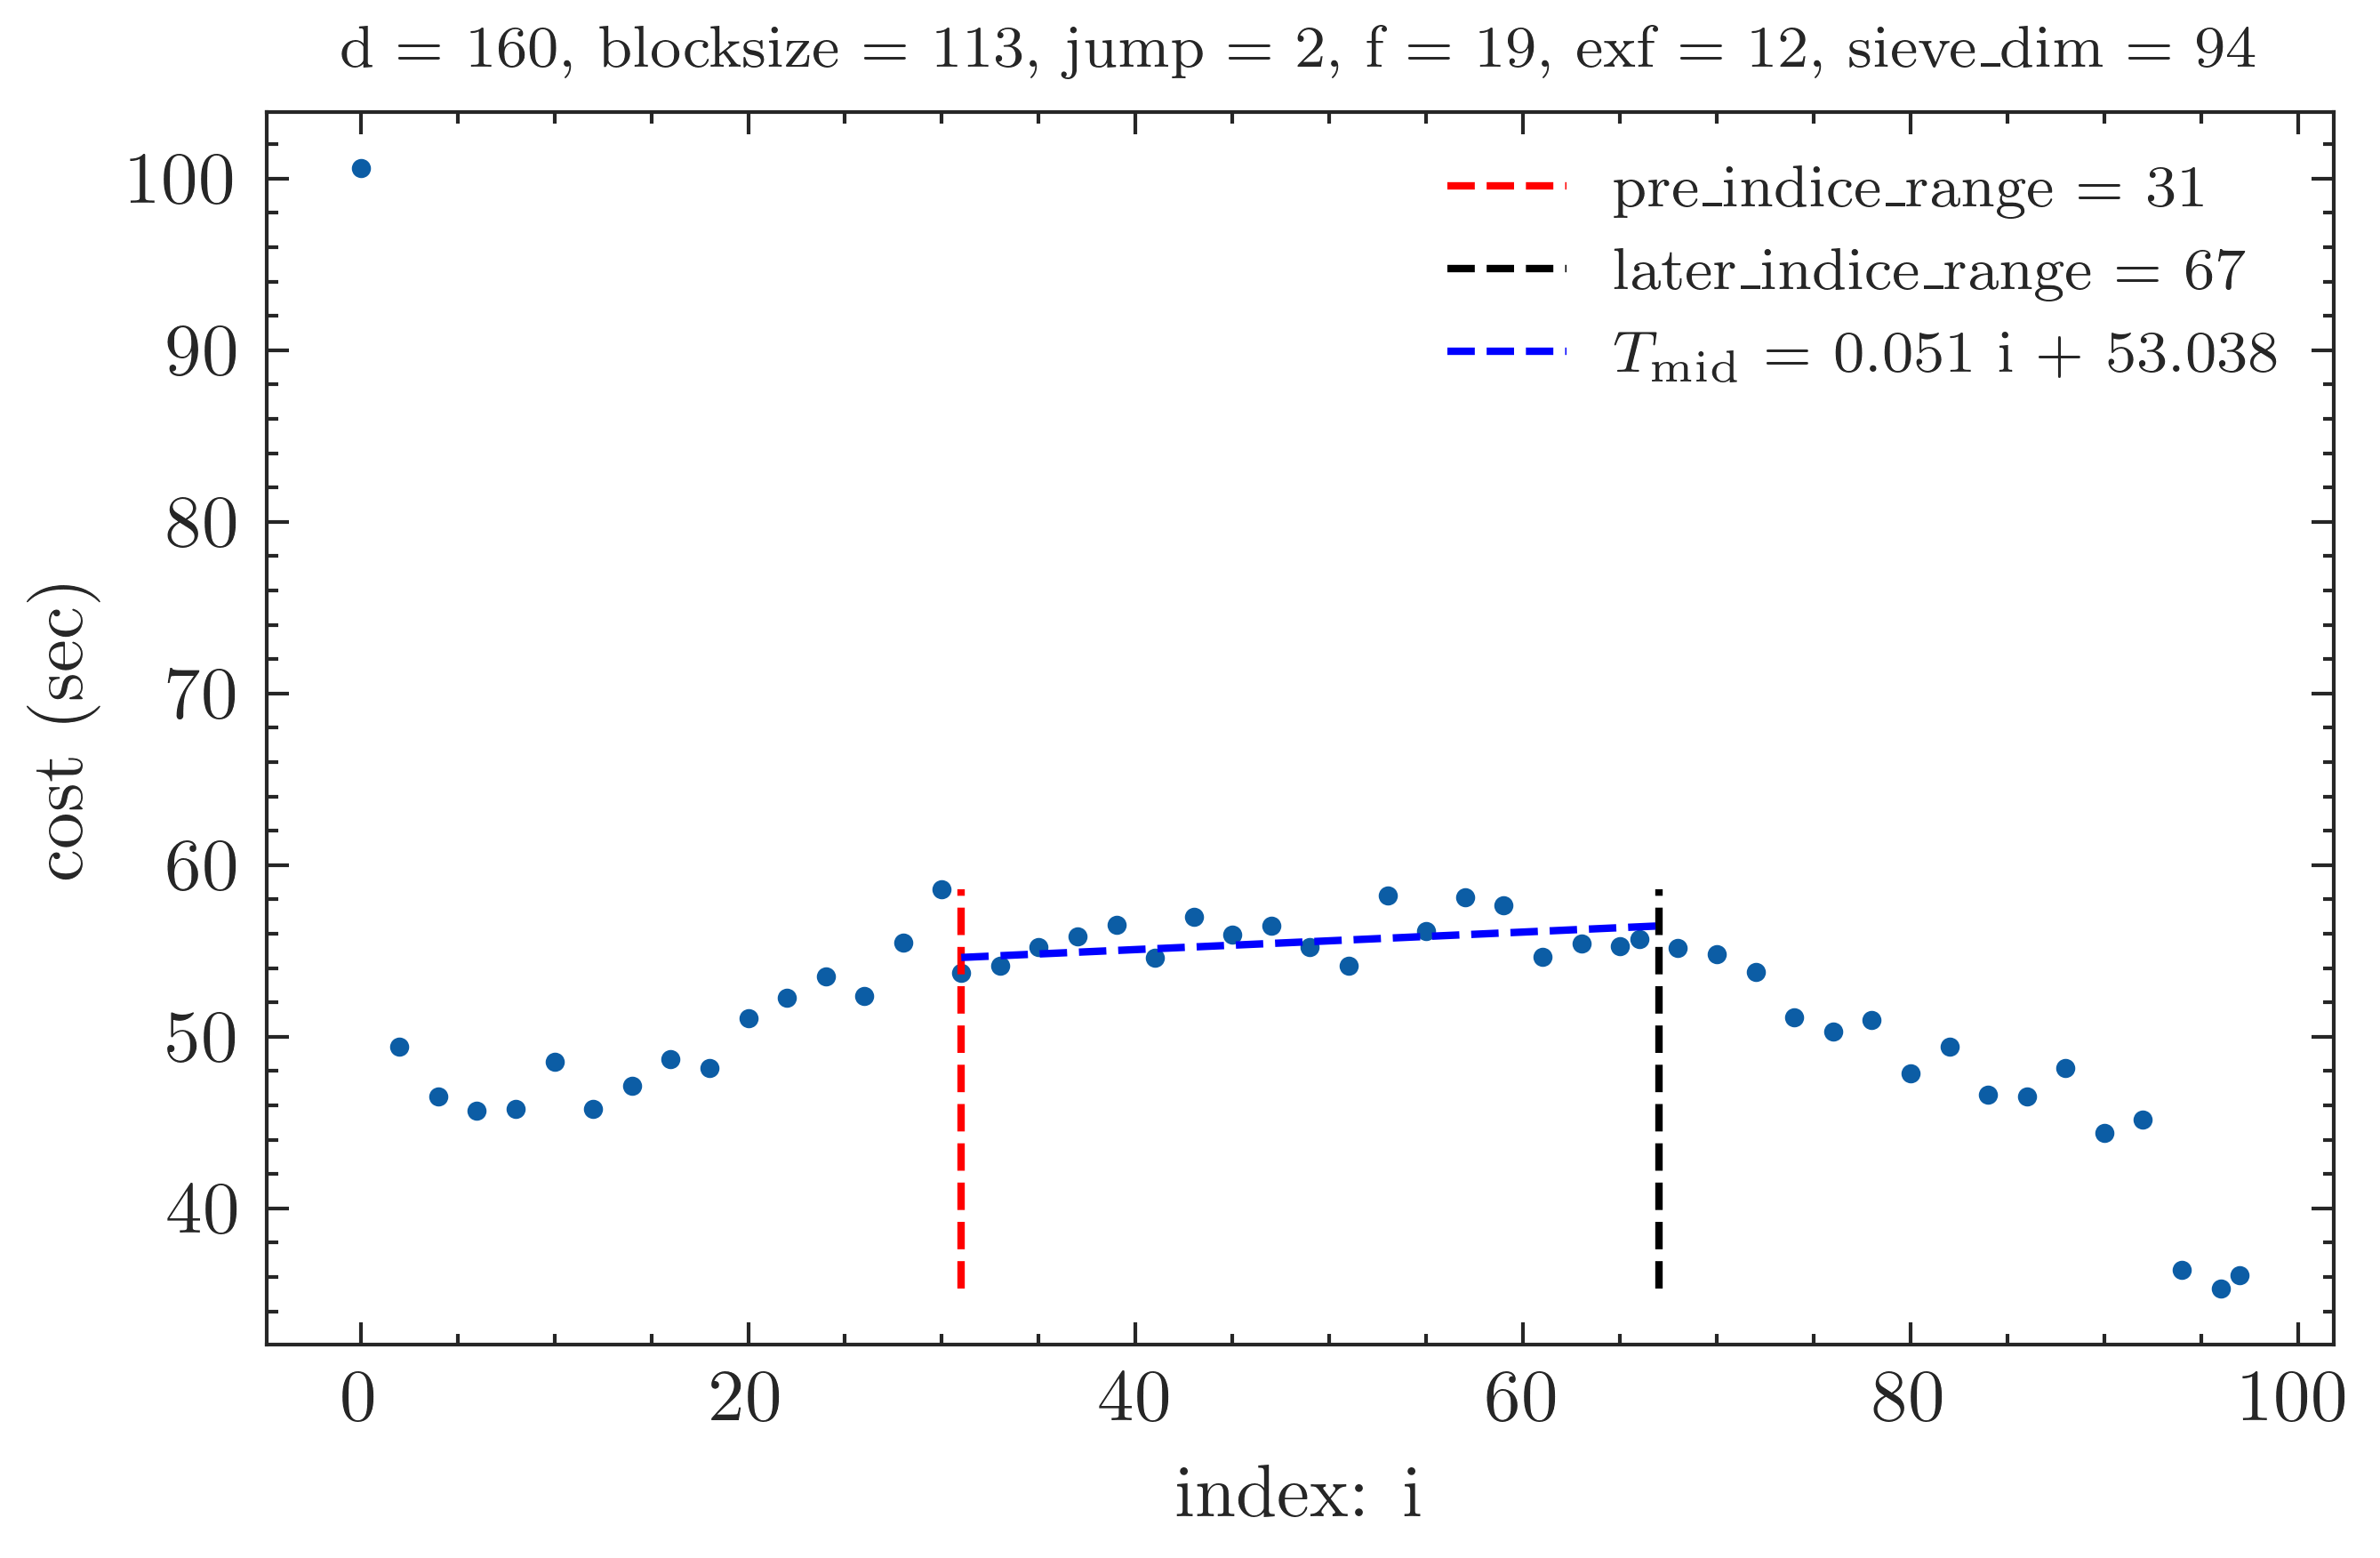 d = 160, blocksize = 113, jump = 2, f = 19, exf = 12, sieve_dim = 94
pre_indice_range = 31
later_indice_range = 67
T_mid = 0.051 i + 53.038
100
90
80
70
60
50
40
cost (sec)
0 20 40 60 80 100
index: i